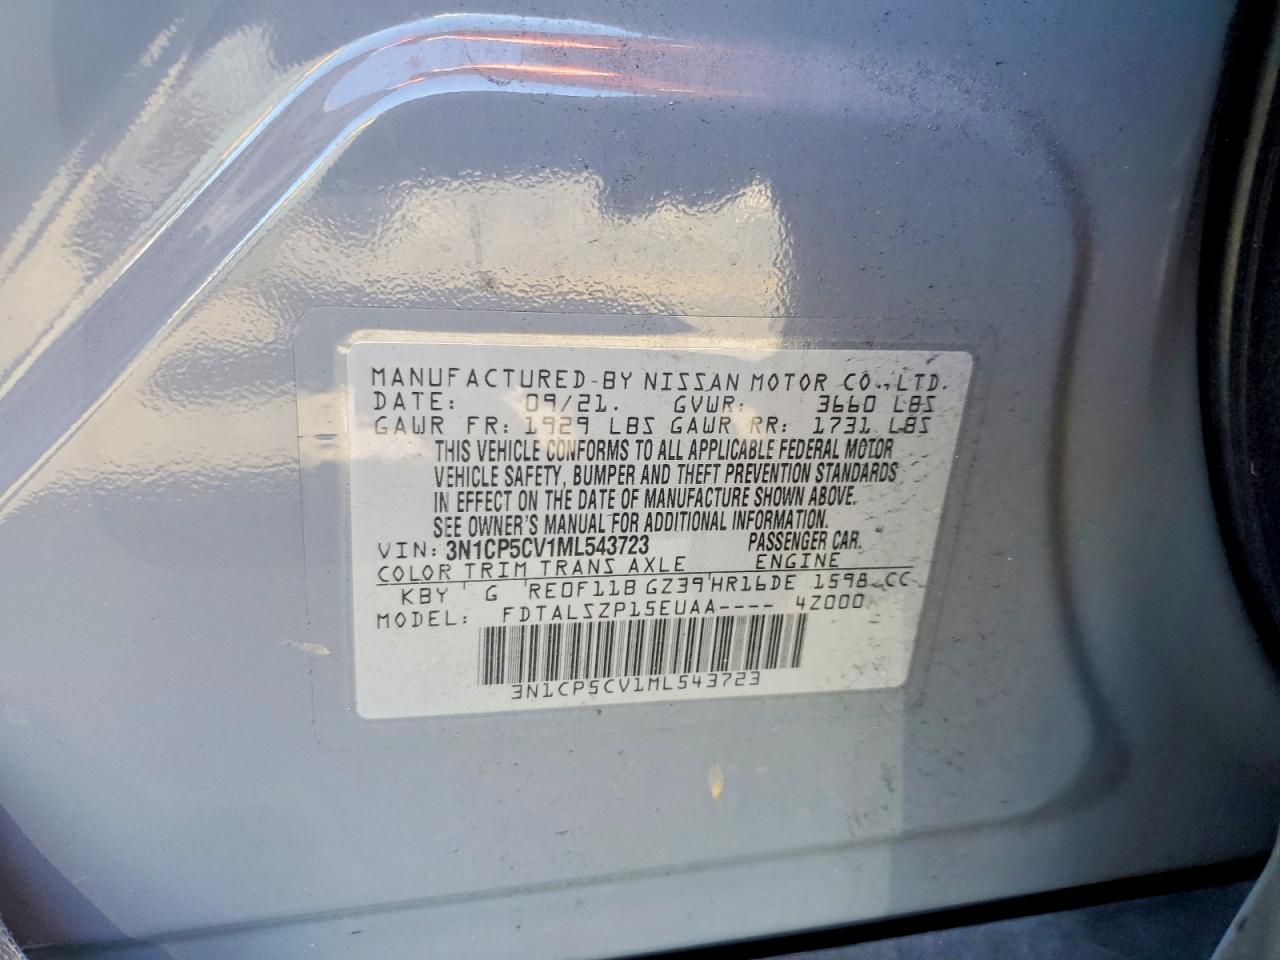 MANUFACTURED BY NISSAN MOTOR CO., LTD.
DATE: 09/21. GVWR: 3660 LBS
GAWR FR: 1929 LBS GAWR RR: 1731 LBS
THIS VEHICLE CONFORMS TO ALL APPLICABLE FEDERAL MOTOR
VEHICLE SAFETY, BUMPER AND THEFT PREVENTION STANDARDS
IN EFFECT ON THE DATE OF MANUFACTURE SHOWN ABOVE.
SEE OWNER'S MANUAL FOR ADDITIONAL INFORMATION.
VIN: 3N1CP5CV1ML543723 PASSENGER CAR.
COLOR TRIM TRANS AXLE ENGINE
KBY G RE0F11B GZ39 HR16DE 1598 CC
MODEL: FDTALSZP15EUAA---- 4Z000
3N1CP5CV1ML543723